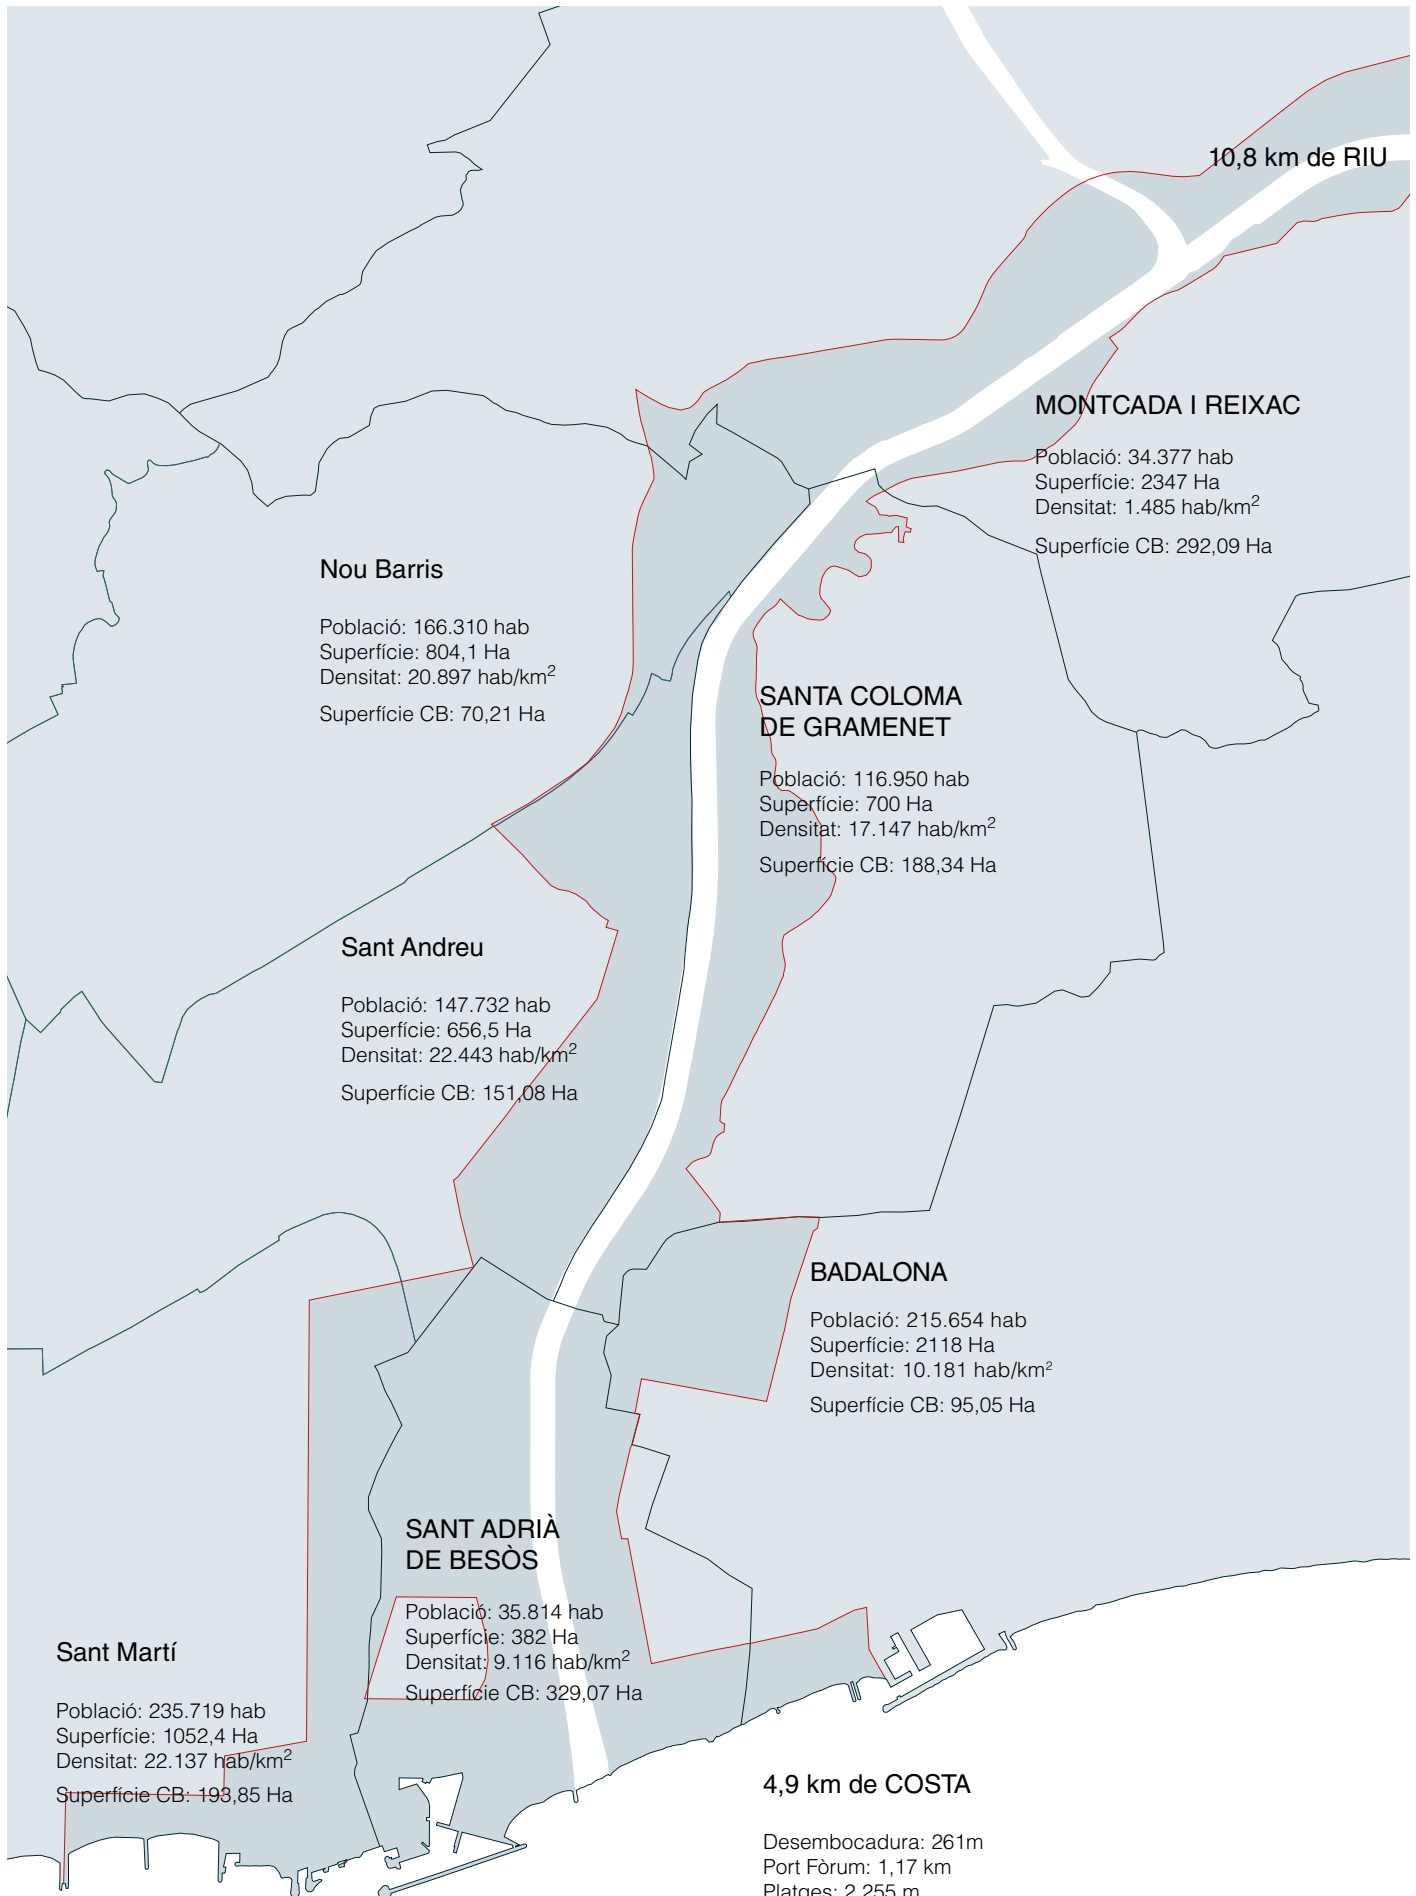 10,8 km de RIU
MONTCADA I REIXAC
Població: 34.377 hab
Superfície: 2347 Ha
Densitat: 1.485 hab/km²
Superfície CB: 292,09 Ha
Nou Barris
Població: 166.310 hab
Superfície: 804,1 Ha
Densitat: 20.897 hab/km²
Superfície CB: 70,21 Ha
SANTA COLOMA
DE GRAMENET
Població: 116.950 hab
Superfície: 700 Ha
Densitat: 17.147 hab/km²
Superfície CB: 188,34 Ha
Sant Andreu
Població: 147.732 hab
Superfície: 656,5 Ha
Densitat: 22.443 hab/km²
Superfície CB: 151,08 Ha
BADALONA
Població: 215.654 hab
Superfície: 2118 Ha
Densitat: 10.181 hab/km²
Superfície CB: 95,05 Ha
SANT ADRIÀ
DE BESÒS
Població: 35.814 hab
Superfície: 382 Ha
Densitat: 9.116 hab/km²
Superfície CB: 329,07 Ha
Sant Martí
Població: 235.719 hab
Superfície: 1052,4 Ha
Densitat: 22.137 hab/km²
Superfície CB: 193,85 Ha
4,9 km de COSTA
Desembocadura: 261m
Port Fòrum: 1,17 km
Platges: 2.255 m